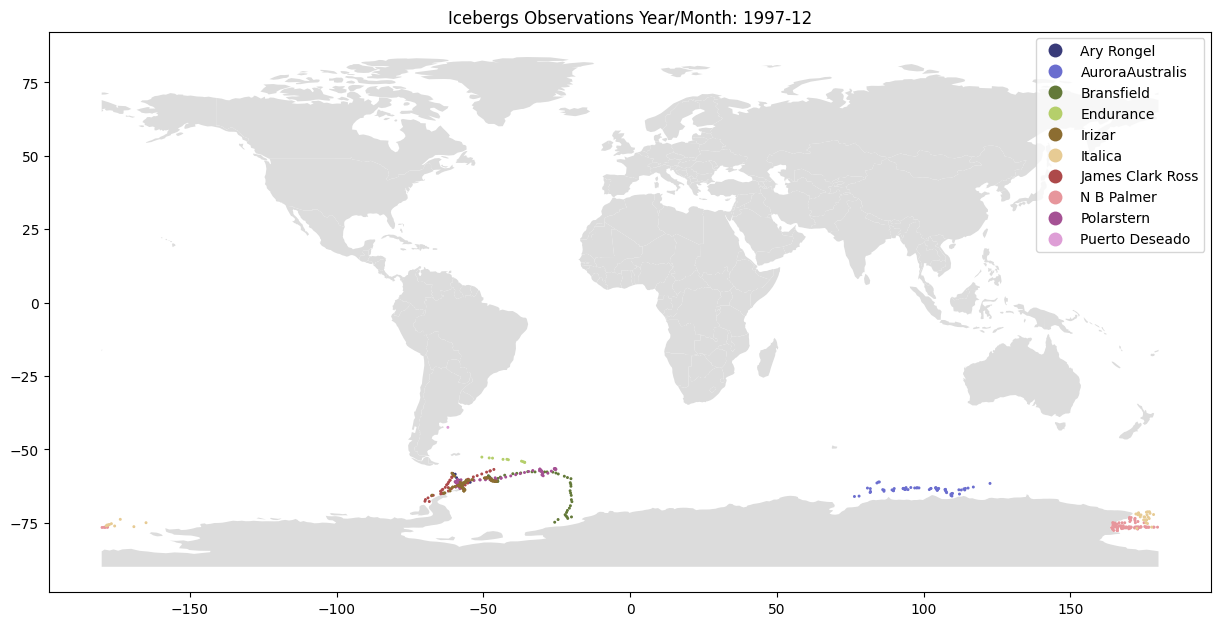 Icebergs Observations Year/Month: 1997-12
Ary Rongel
AuroraAustralis
Bransfield
Endurance
Irizar
Italica
James Clark Ross
N B Palmer
Polarstern
Puerto Deseado
75
50
25
0
−25
−50
−75
−150 −100 −50 0 50 100 150